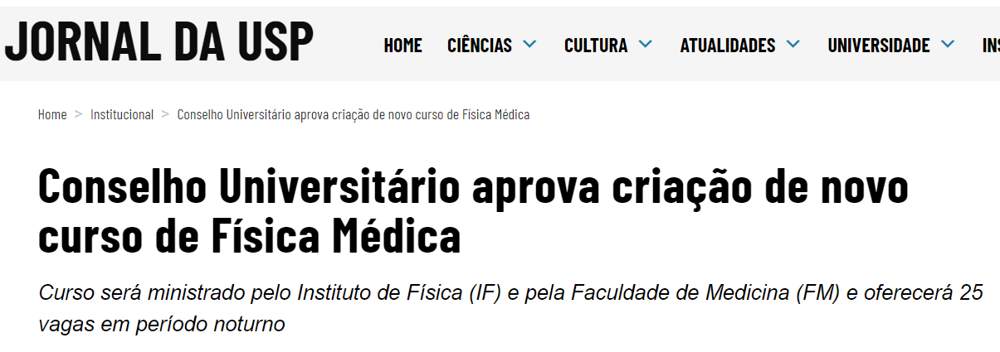 JORNAL DA USP HOME CIÊNCIAS CULTURA ATUALIDADES UNIVERSIDADE
Home > Institucional > Conselho Universitário aprova criação de novo curso de Física Médica
Conselho Universitário aprova criação de novo
curso de Física Médica
Curso será ministrado pelo Instituto de Física (IF) e pela Faculdade de Medicina (FM) e oferecerá 25
vagas em período noturno